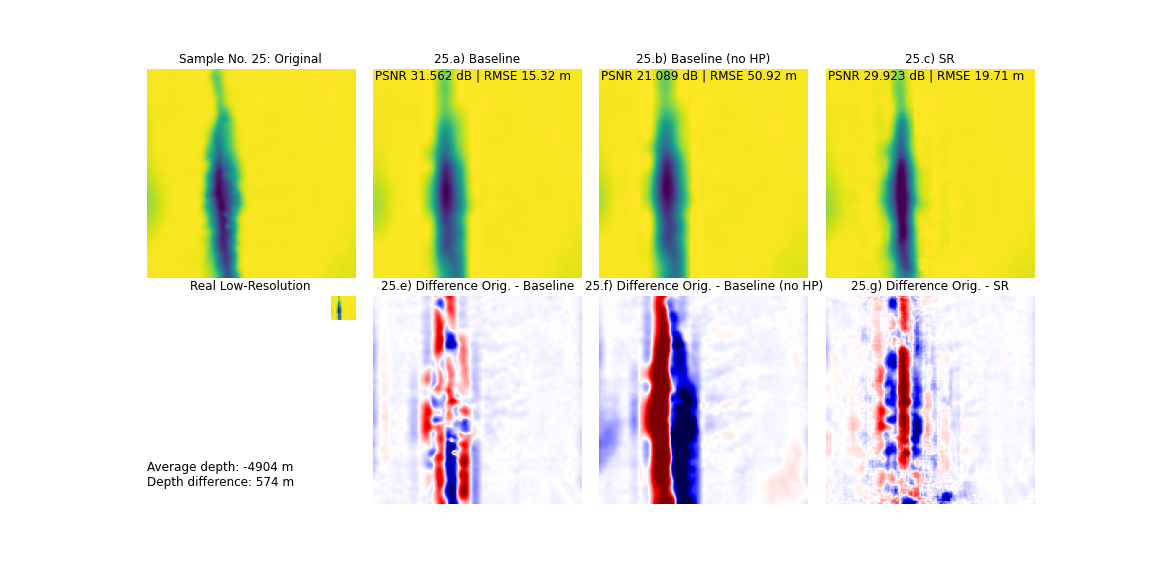 Sample No. 25: Original
25.a) Baseline
25.b) Baseline (no HP)
25.c) SR
PSNR 31.562 dB | RMSE 15.32 m
PSNR 21.089 dB | RMSE 50.92 m
PSNR 29.923 dB | RMSE 19.71 m
Real Low-Resolution
25.e) Difference Orig. - Baseline
25.f) Difference Orig. - Baseline (no HP)
25.g) Difference Orig. - SR
Average depth: -4904 m
Depth difference: 574 m